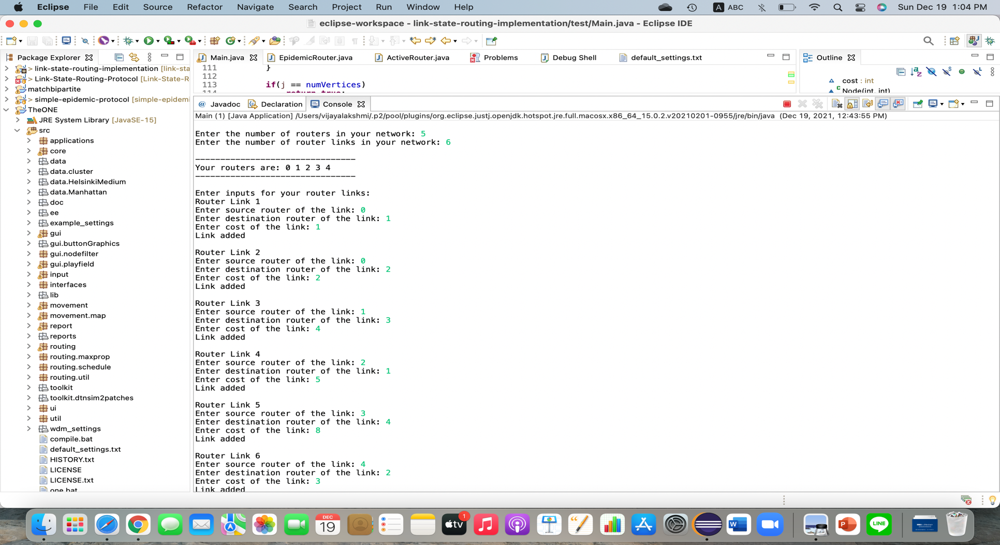 Eclipse File Edit Source Refactor Navigate Search Project Run Window Help A ABC Sun Dec 19 1:04 PM
eclipse-workspace - link-state-routing-implementation/test/Main.java - Eclipse IDE
Package Explorer
> link-state-routing-implementation [link-sta
> Link-State-Routing-Protocol [Link-State-R
matchbipartite
> simple-epidemic-protocol [simple-epidemi
TheONE
JRE System Library [JavaSE-15]
src
applications
core
data
data.cluster
data.HelsinkiMedium
data.Manhattan
doc
ee
example_settings
gui
gui.buttonGraphics
gui.nodefilter
gui.playfield
input
interfaces
lib
movement
movement.map
report
reports
routing
routing.maxprop
routing.schedule
routing.util
toolkit
toolkit.dtnsim2patches
ui
util
wdm_settings
compile.bat
default_settings.txt
HISTORY.txt
LICENSE
LICENSE.txt
one.bat
Main.java EpidemicRouter.java ActiveRouter.java Problems Debug Shell default_settings.txt
111 }
112
113 if(j == numVertices)
114 return true;
Outline
cost : int
Node(int, int)
@ Javadoc Declaration Console
Main (1) [Java Application] /Users/vijayalakshmi/.p2/pool/plugins/org.eclipse.justj.openjdk.hotspot.jre.full.macosx.x86_64_15.0.2.v20210201-0955/jre/bin/java (Dec 19, 2021, 12:43:55 PM)
Enter the number of routers in your network: 5
Enter the number of router links in your network: 6
--------------------------------
Your routers are: 0 1 2 3 4
--------------------------------
Enter inputs for your router links:
Router Link 1
Enter source router of the link: 0
Enter destination router of the link: 1
Enter cost of the link: 1
Link added
Router Link 2
Enter source router of the link: 0
Enter destination router of the link: 2
Enter cost of the link: 2
Link added
Router Link 3
Enter source router of the link: 1
Enter destination router of the link: 3
Enter cost of the link: 4
Link added
Router Link 4
Enter source router of the link: 2
Enter destination router of the link: 1
Enter cost of the link: 5
Link added
Router Link 5
Enter source router of the link: 3
Enter destination router of the link: 4
Enter cost of the link: 8
Link added
Router Link 6
Enter source router of the link: 4
Enter destination router of the link: 2
Enter cost of the link: 3
Link added
DEC
19
tv
1
W
P
LINE